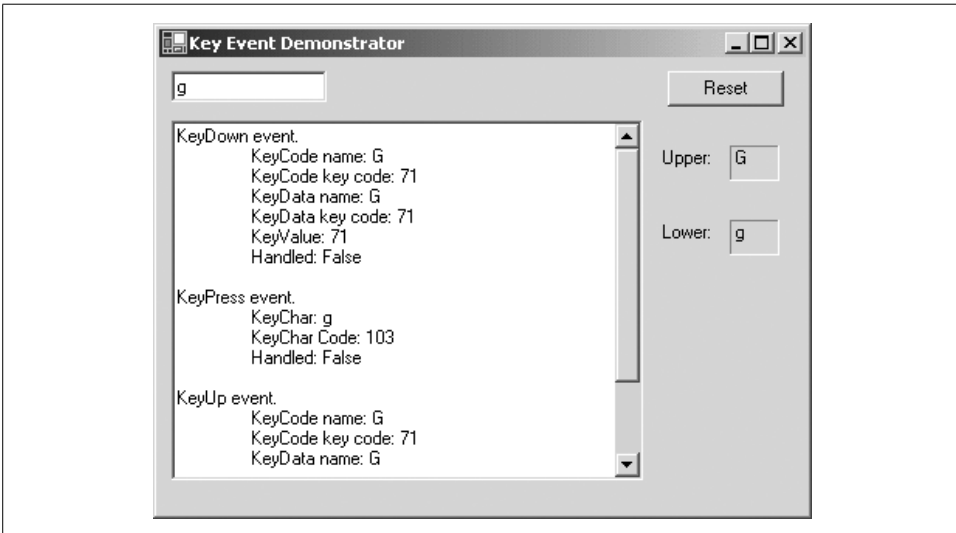 Key Event Demonstrator
g
Reset
KeyDown event.
KeyCode name: G
KeyCode key code: 71
KeyData name: G
KeyData key code: 71
KeyValue: 71
Handled: False
KeyPress event.
KeyChar: g
KeyChar Code: 103
Handled: False
KeyUp event.
KeyCode name: G
KeyCode key code: 71
KeyData name: G
Upper: G
Lower: g